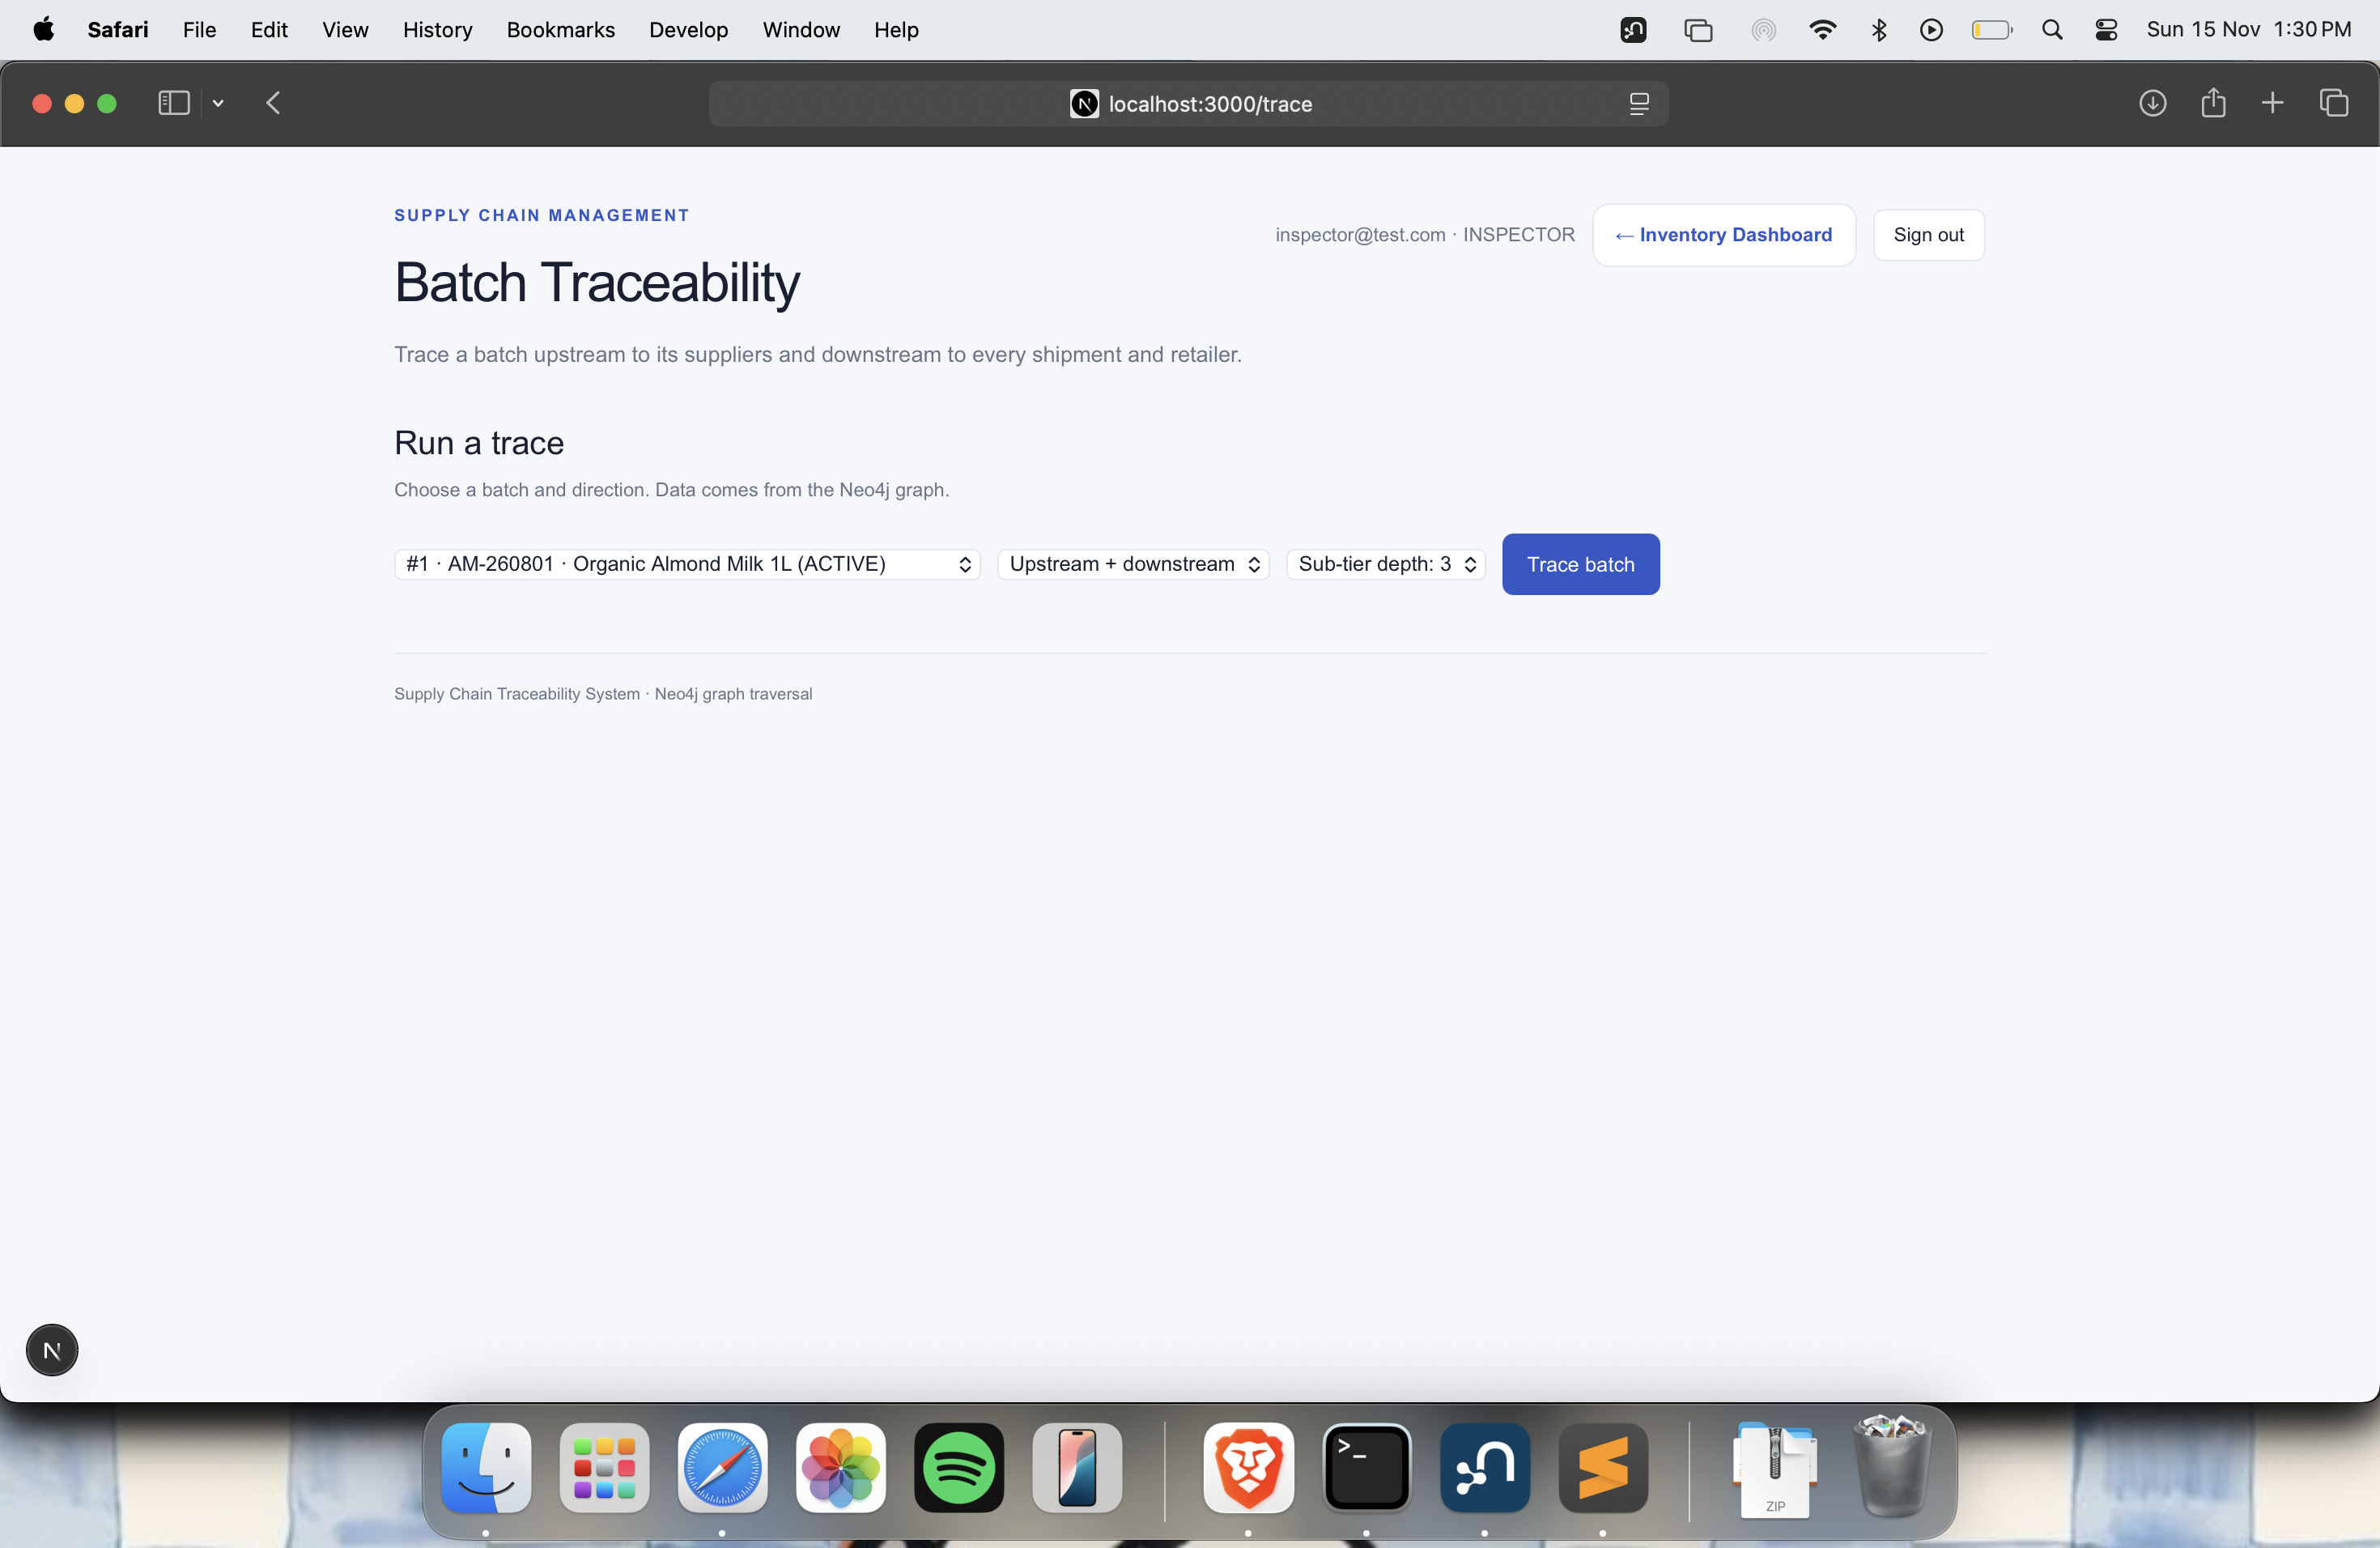 Safari File Edit View History Bookmarks Develop Window Help Sun 15 Nov 1:30 PM
localhost:3000/trace
SUPPLY CHAIN MANAGEMENT
inspector@test.com · INSPECTOR ← Inventory Dashboard Sign out
Batch Traceability
Trace a batch upstream to its suppliers and downstream to every shipment and retailer.
Run a trace
Choose a batch and direction. Data comes from the Neo4j graph.
#1 · AM-260801 · Organic Almond Milk 1L (ACTIVE) Upstream + downstream Sub-tier depth: 3 Trace batch
Supply Chain Traceability System · Neo4j graph traversal
N
>_
ZIP